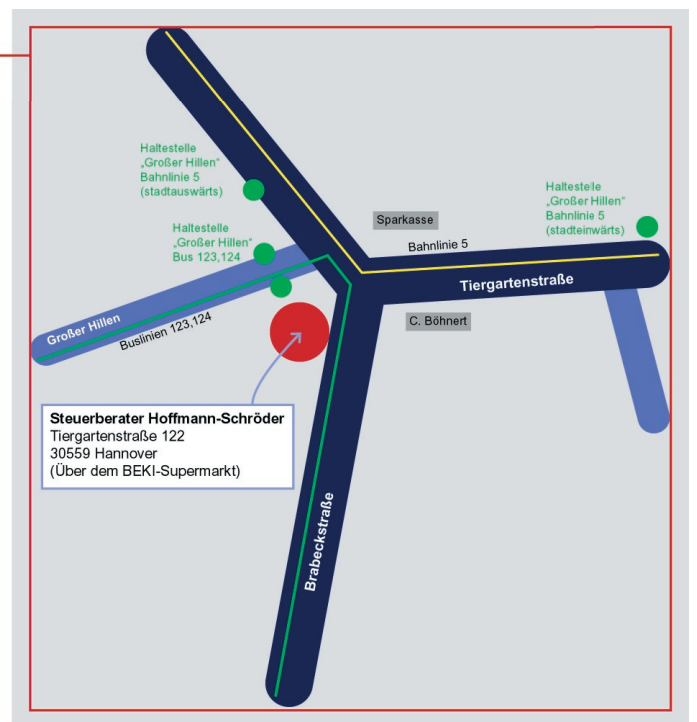 Haltestelle
„Großer Hillen“
Bahnlinie 5
(stadtauswärts)
Haltestelle
„Großer Hillen“
Bus 123,124
Sparkasse
Bahnlinie 5
Haltestelle
„Großer Hillen“
Bahnlinie 5
(stadteinwärts)
Tiergartenstraße
C. Böhnert
Großer Hillen
Buslinien 123,124
Steuerberater Hoffmann-Schröder
Tiergartenstraße 122
30559 Hannover
(Über dem BEKI-Supermarkt)
Brabeckstraße